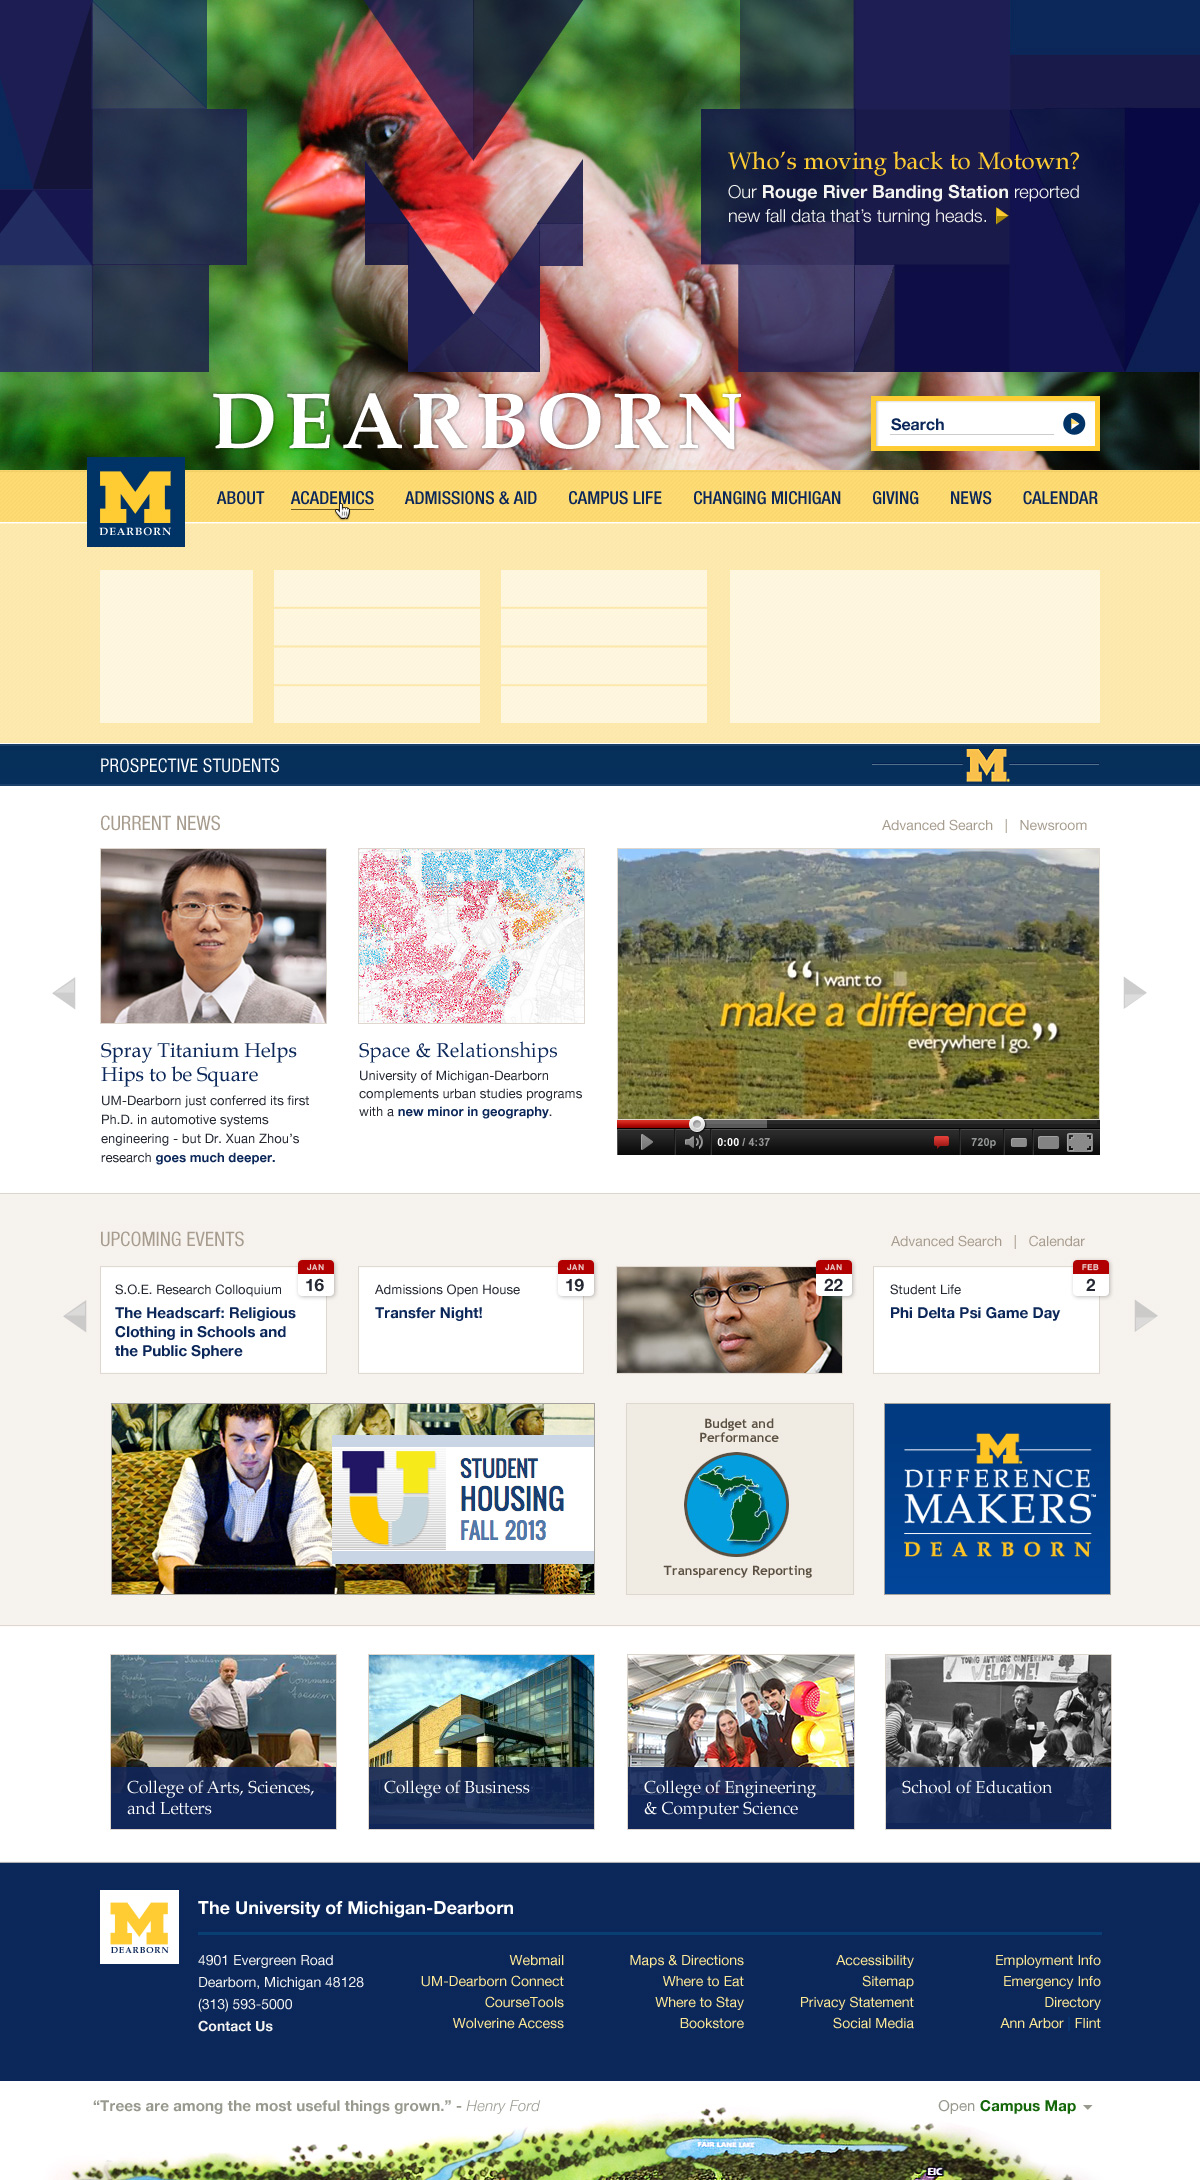 Who's moving back to Motown?
Our Rouge River Banding Station reported
new fall data that's turning heads.
DEARBORN
Search
M
DEARBORN
ABOUT
ACADEMICS
ADMISSIONS & AID
CAMPUS LIFE
CHANGING MICHIGAN
GIVING
NEWS
CALENDAR
PROSPECTIVE STUDENTS
M
CURRENT NEWS
Advanced Search | Newsroom
Spray Titanium Helps
Hips to be Square
UM-Dearborn just conferred its first
Ph.D. in automotive systems
engineering - but Dr. Xuan Zhou's
research goes much deeper.
Space & Relationships
University of Michigan-Dearborn
complements urban studies programs
with a new minor in geography.
“I want to
make a difference
everywhere I go.”
0:00 / 4:37
720p
UPCOMING EVENTS
Advanced Search | Calendar
JAN
16
S.O.E. Research Colloquium
The Headscarf: Religious
Clothing in Schools and
the Public Sphere
JAN
19
Admissions Open House
Transfer Night!
JAN
22
FEB
2
Student Life
Phi Delta Psi Game Day
U
STUDENT
HOUSING
FALL 2013
Budget and
Performance
Transparency Reporting
M
DIFFERENCE
MAKERS™
DEARBORN
College of Arts, Sciences,
and Letters
College of Business
College of Engineering
& Computer Science
YOUNG AUTHORS CONFERENCE
WELCOME!
School of Education
M
DEARBORN
The University of Michigan-Dearborn
4901 Evergreen Road
Dearborn, Michigan 48128
(313) 593-5000
Contact Us
Webmail
UM-Dearborn Connect
CourseTools
Wolverine Access
Maps & Directions
Where to Eat
Where to Stay
Bookstore
Accessibility
Sitemap
Privacy Statement
Social Media
Employment Info
Emergency Info
Directory
Ann Arbor | Flint
“Trees are among the most useful things grown.” - Henry Ford
Open Campus Map
FAIR LANE LAKE
EIC